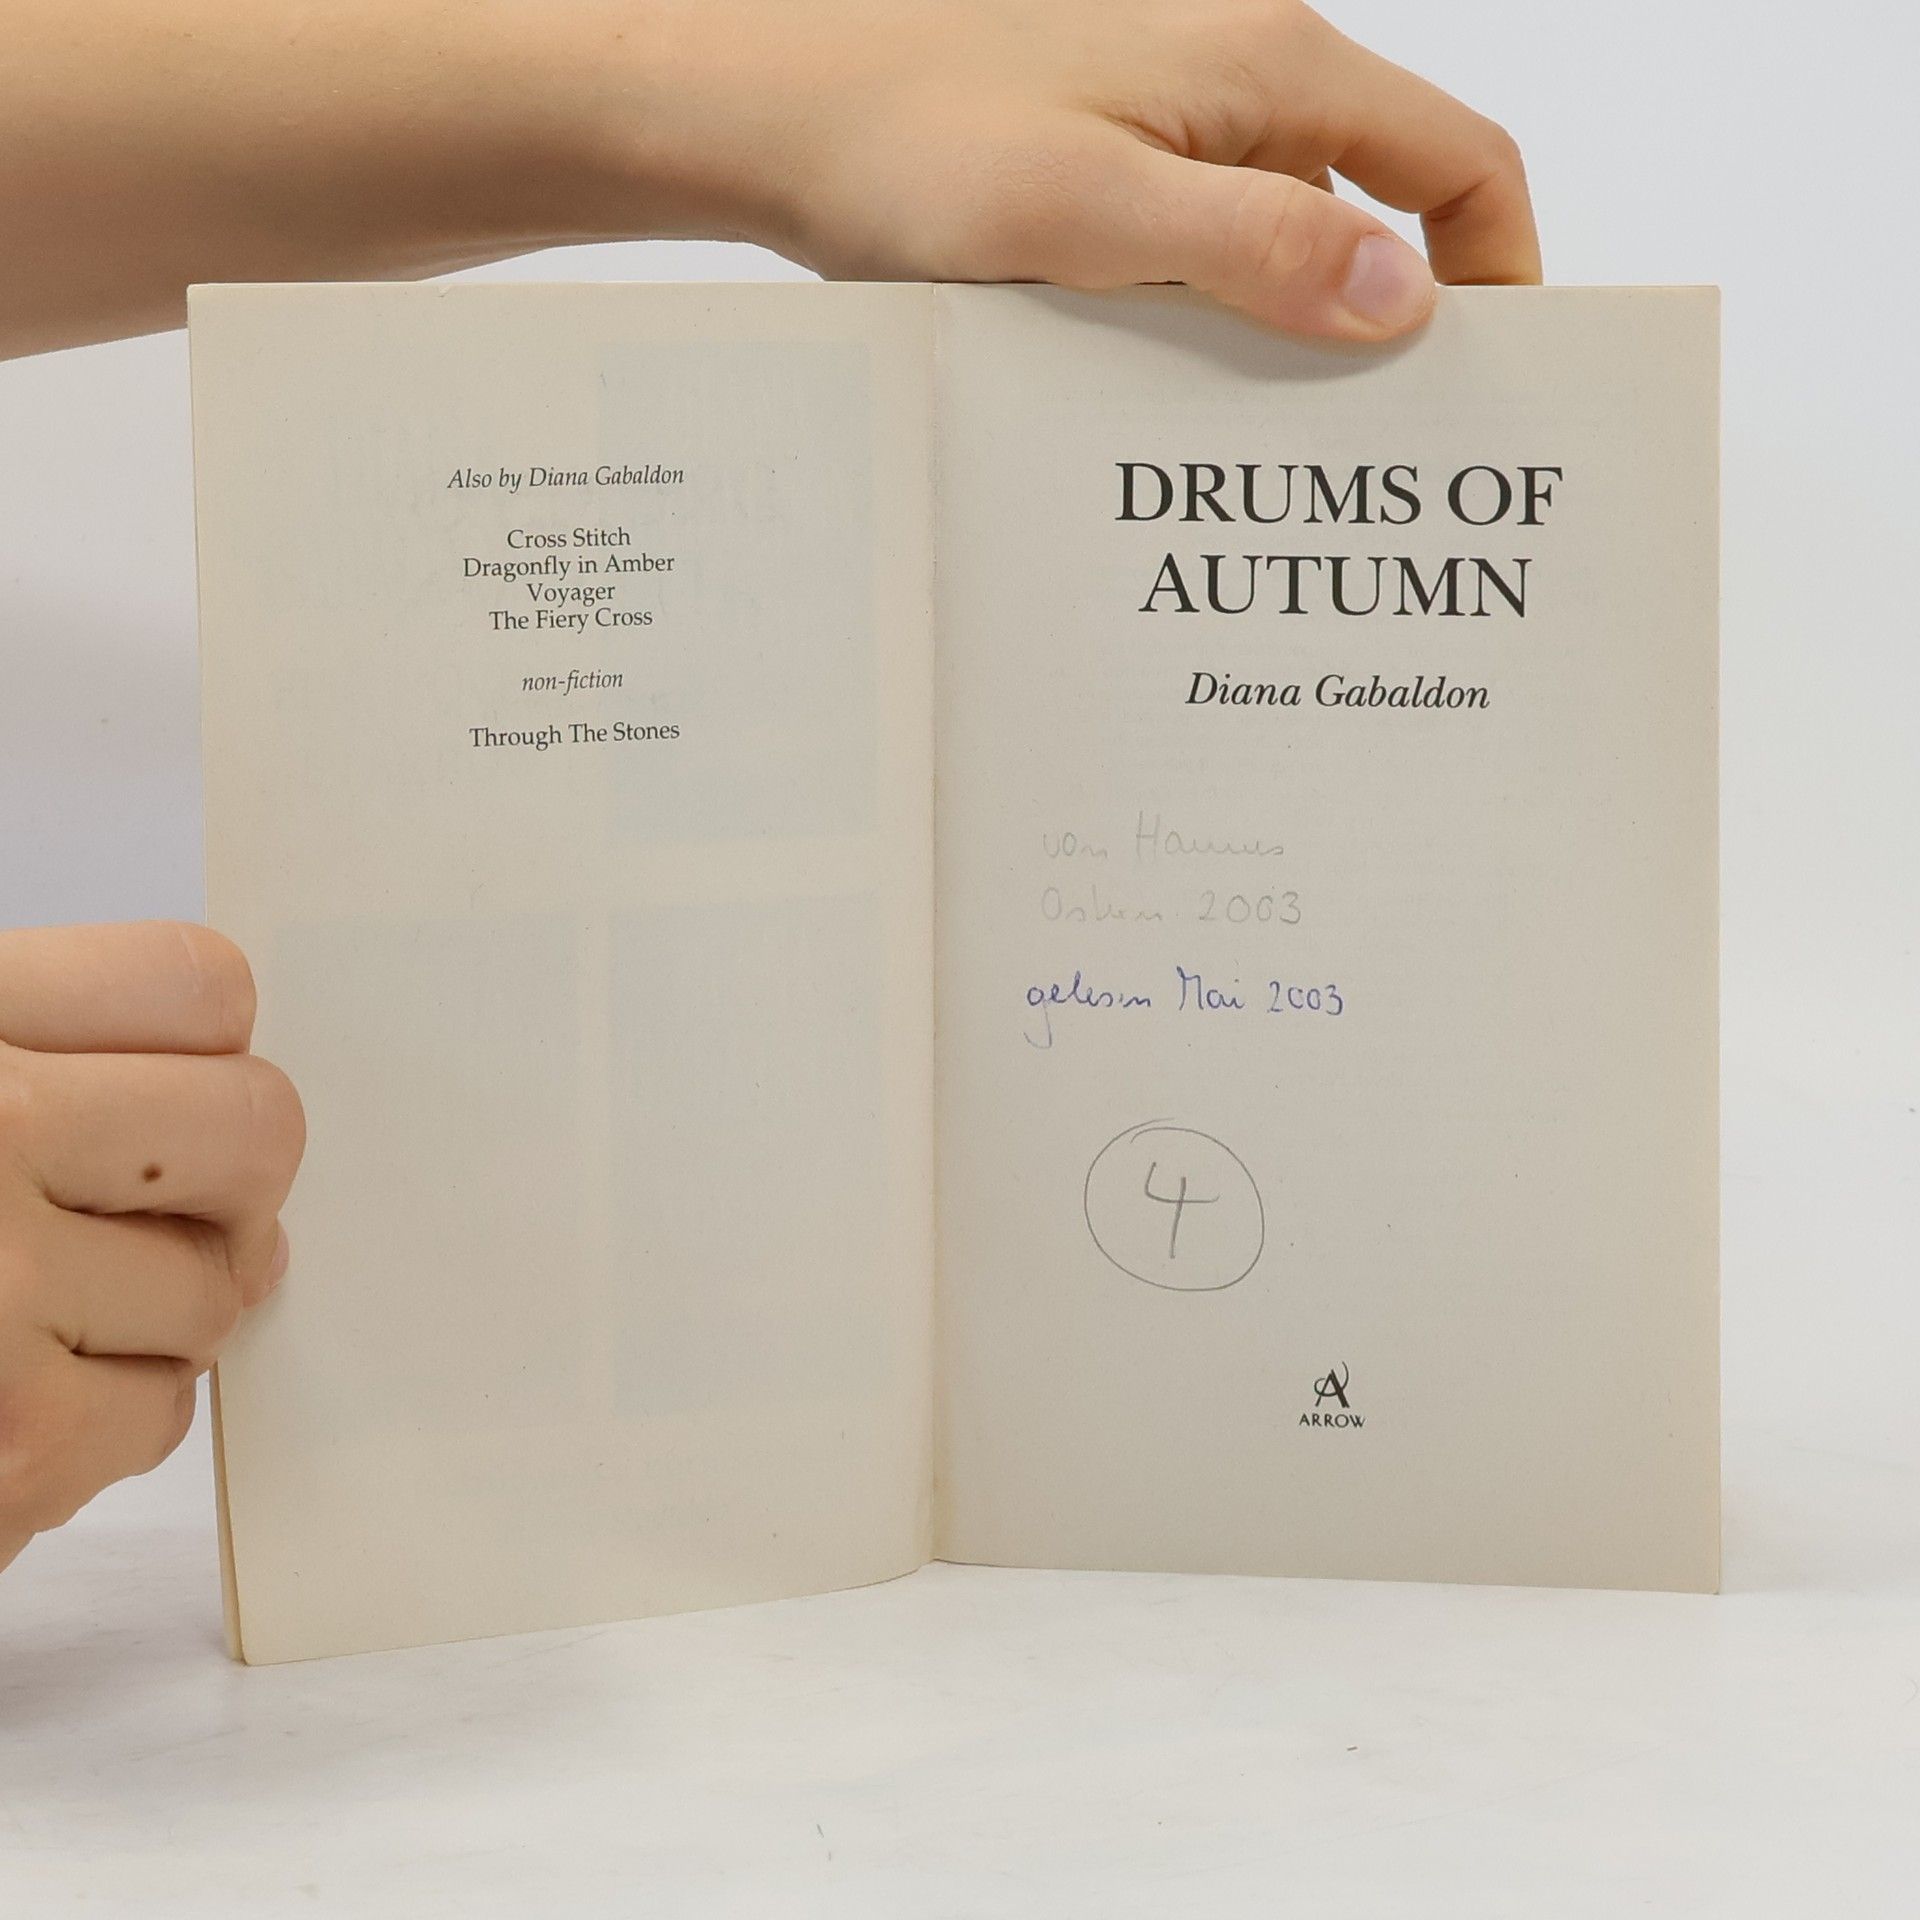 Also by Diana Gabaldon
Cross Stitch
Dragonfly in Amber
Voyager
The Fiery Cross
non-fiction
Through The Stones
DRUMS OF
AUTUMN
Diana Gabaldon
von Hannes
Ostern 2003
gelesen Mai 2003
4
ARROW